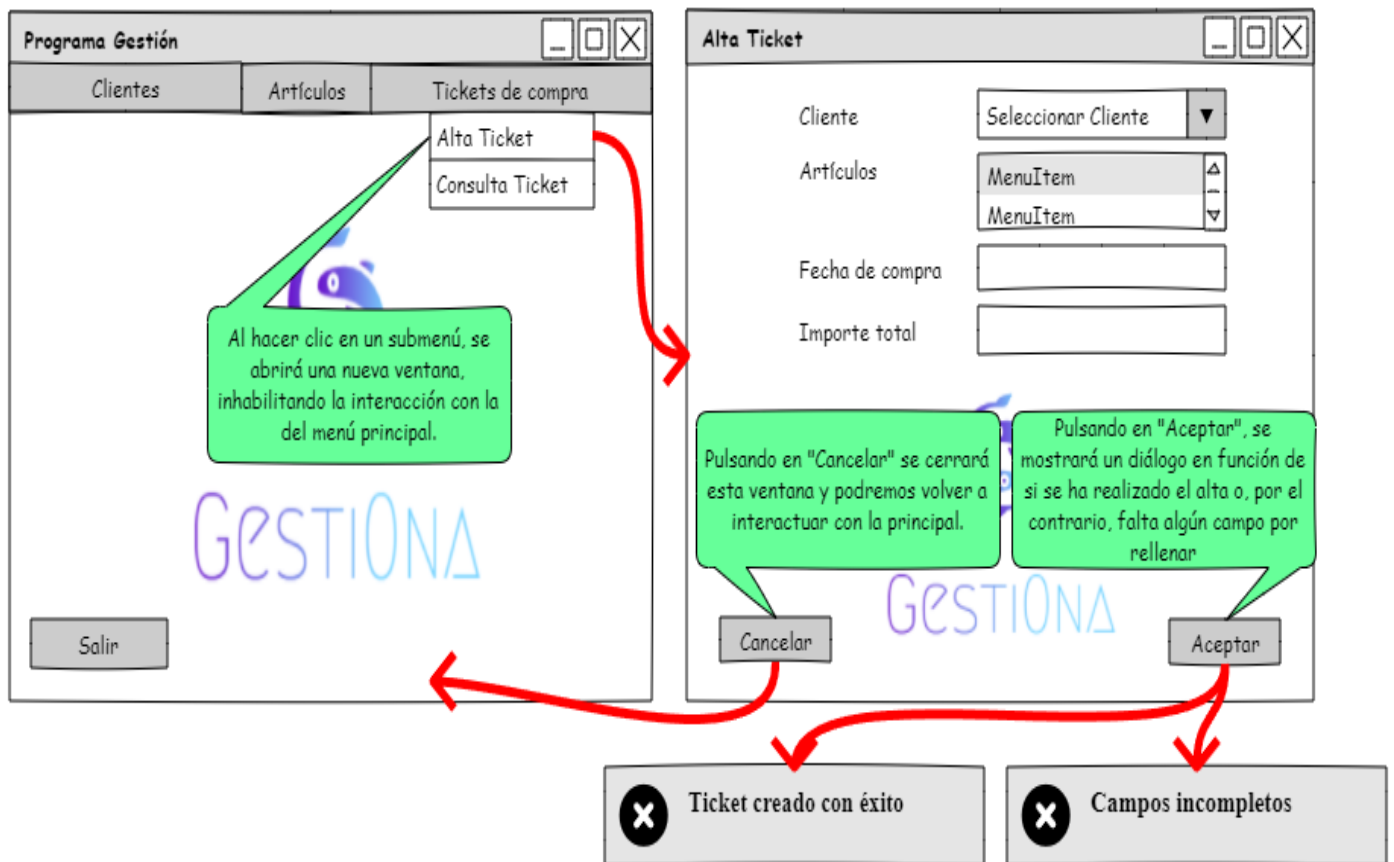 Programa Gestión
Clientes
Artículos
Tickets de compra
Alta Ticket
Consulta Ticket
Al hacer clic en un submenú, se
abrirá una nueva ventana,
inhabilitando la interacción con la
del menú principal.
GESTIONA
Salir
Alta Ticket
Cliente
Seleccionar Cliente
Artículos
MenuItem
MenuItem
Fecha de compra
Importe total
Pulsando en "Cancelar" se cerrará
esta ventana y podremos volver a
interactuar con la principal.
Pulsando en "Aceptar", se
mostrará un diálogo en función de
si se ha realizado el alta o, por el
contrario, falta algún campo por
rellenar
GESTIONA
Cancelar
Aceptar
Ticket creado con éxito
Campos incompletos